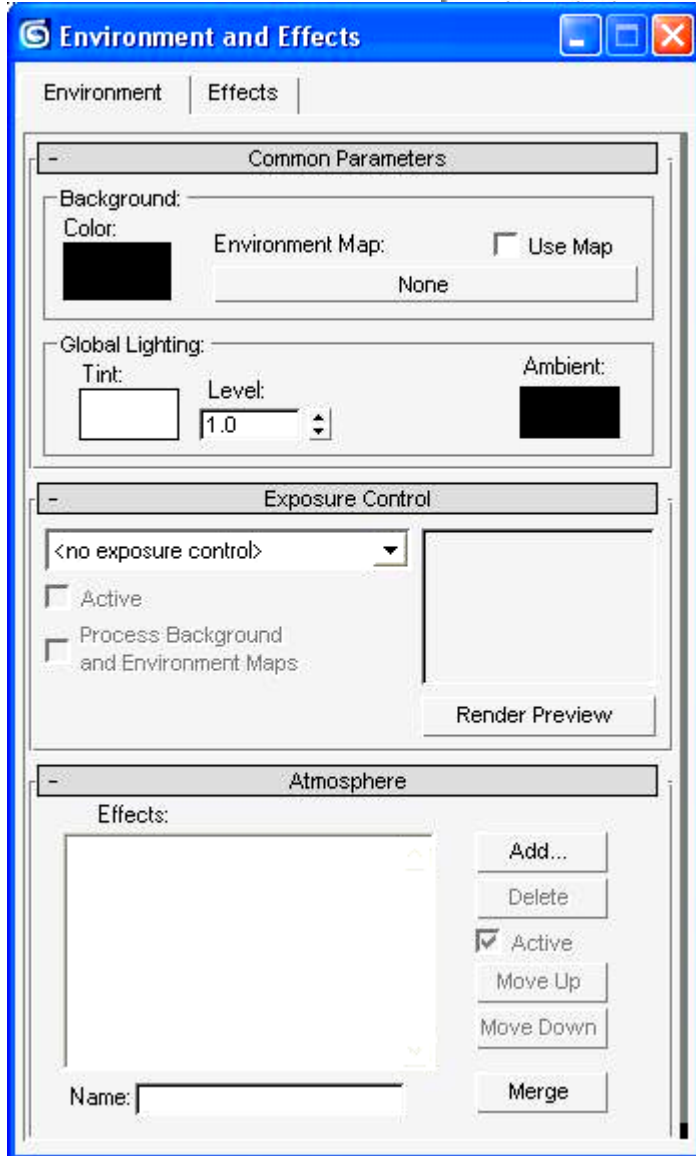 Environment and Effects
Environment
Effects
- Common Parameters
Background:
Color:
Environment Map:
Use Map
None
Global Lighting:
Tint:
Level:
1.0
Ambient:
- Exposure Control
<no exposure control>
Active
Process Background
and Environment Maps
Render Preview
- Atmosphere
Effects:
Add...
Delete
Active
Move Up
Move Down
Name:
Merge